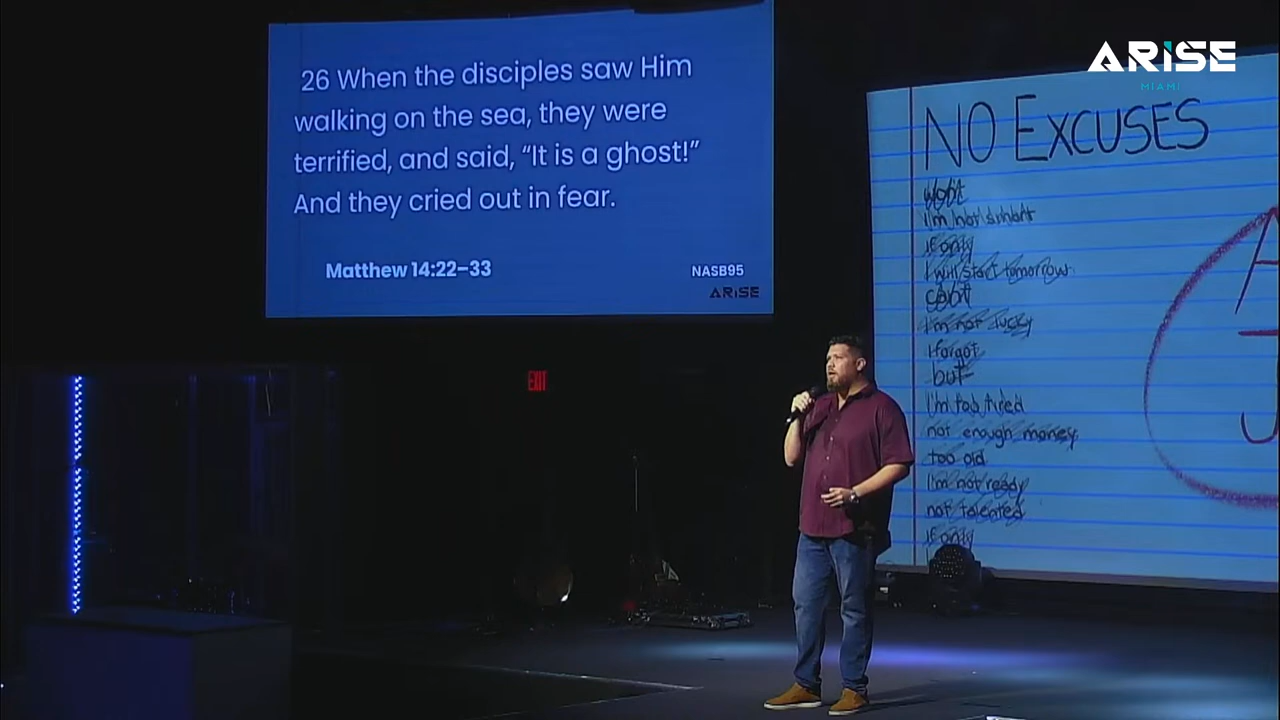 26 When the disciples saw Him
walking on the sea, they were
terrified, and said, “It is a ghost!”
And they cried out in fear.
Matthew 14:22–33
NASB95
ARiSE
ARiSE
MIAMI
EXIT
NO EXCUSES
won't
I'm not smart
if only
I will start tomorrow
can't
I'm not lucky
I forgot
but
I'm too tired
not enough money
too old
I'm not ready
not talented
if only